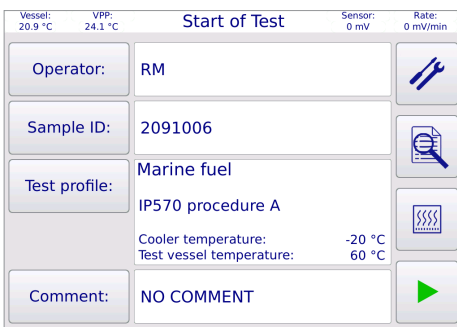 Vessel: VPP: Start of Test Sensor: Rate:
20.9 °C 24.1 °C 0 mV 0 mV/min
Operator: RM
Sample ID: 2091006
Test profile: Marine fuel
IP570 procedure A
Cooler temperature: -20 °C
Test vessel temperature: 60 °C
Comment: NO COMMENT